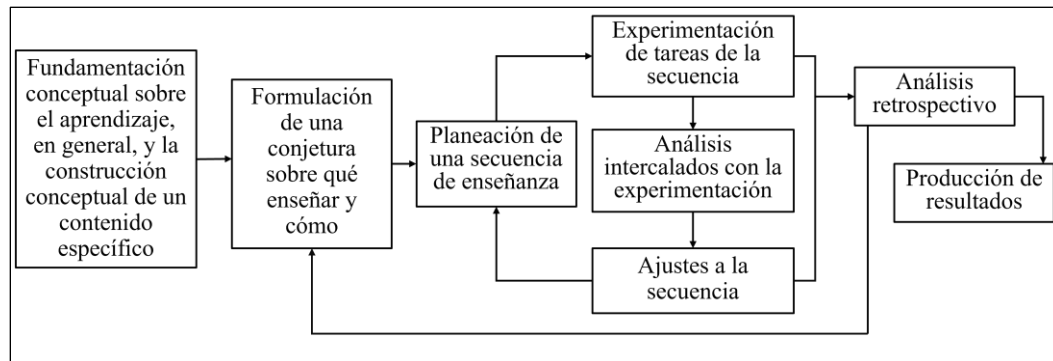 Fundamentación
conceptual sobre
el aprendizaje,
en general, y la
construcción
conceptual de un
contenido
específico
Formulación
de una
conjetura
sobre qué
enseñar y
cómo
Planeación de
una secuencia
de enseñanza
Experimentación
de tareas de la
secuencia
Análisis
intercalados con la
experimentación
Ajustes a la
secuencia
Análisis
retrospectivo
Producción de
resultados